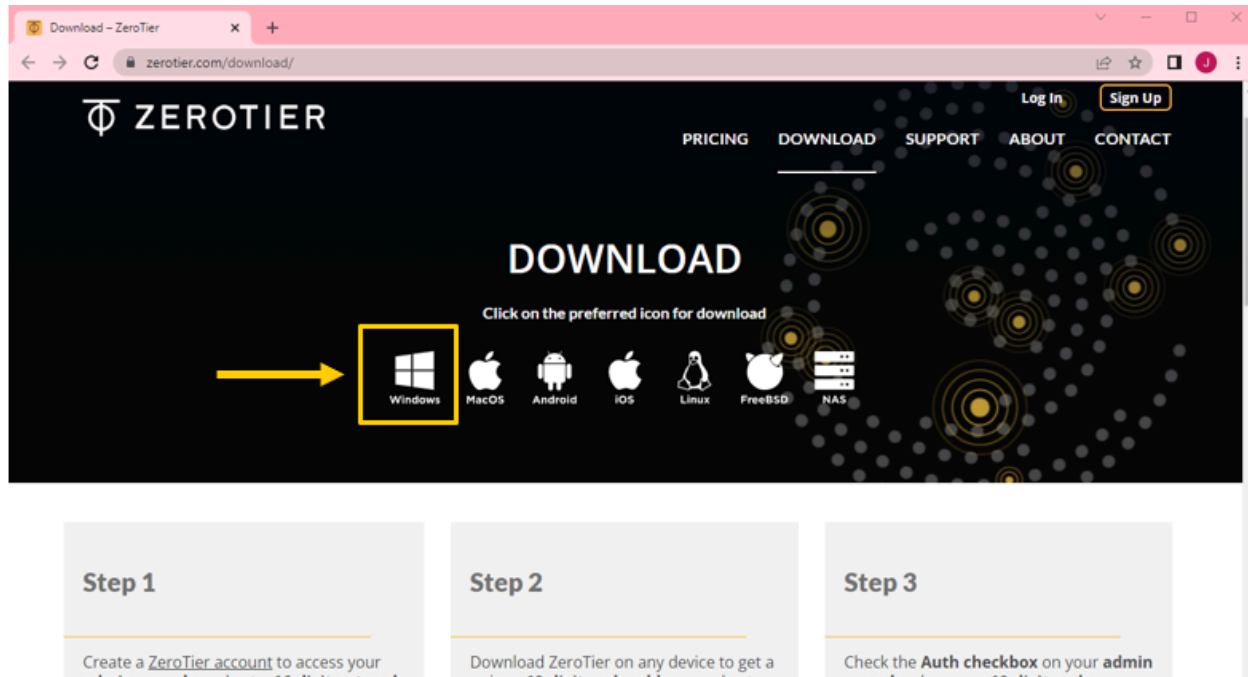 Download – ZeroTier
zerotier.com/download/
J
ZEROTIER
Log In
Sign Up
PRICING DOWNLOAD SUPPORT ABOUT CONTACT
DOWNLOAD
Click on the preferred icon for download
Windows MacOS Android iOS Linux FreeBSD NAS
Step 1
Create a ZeroTier account to access your
Step 2
Download ZeroTier on any device to get a
Step 3
Check the Auth checkbox on your admin